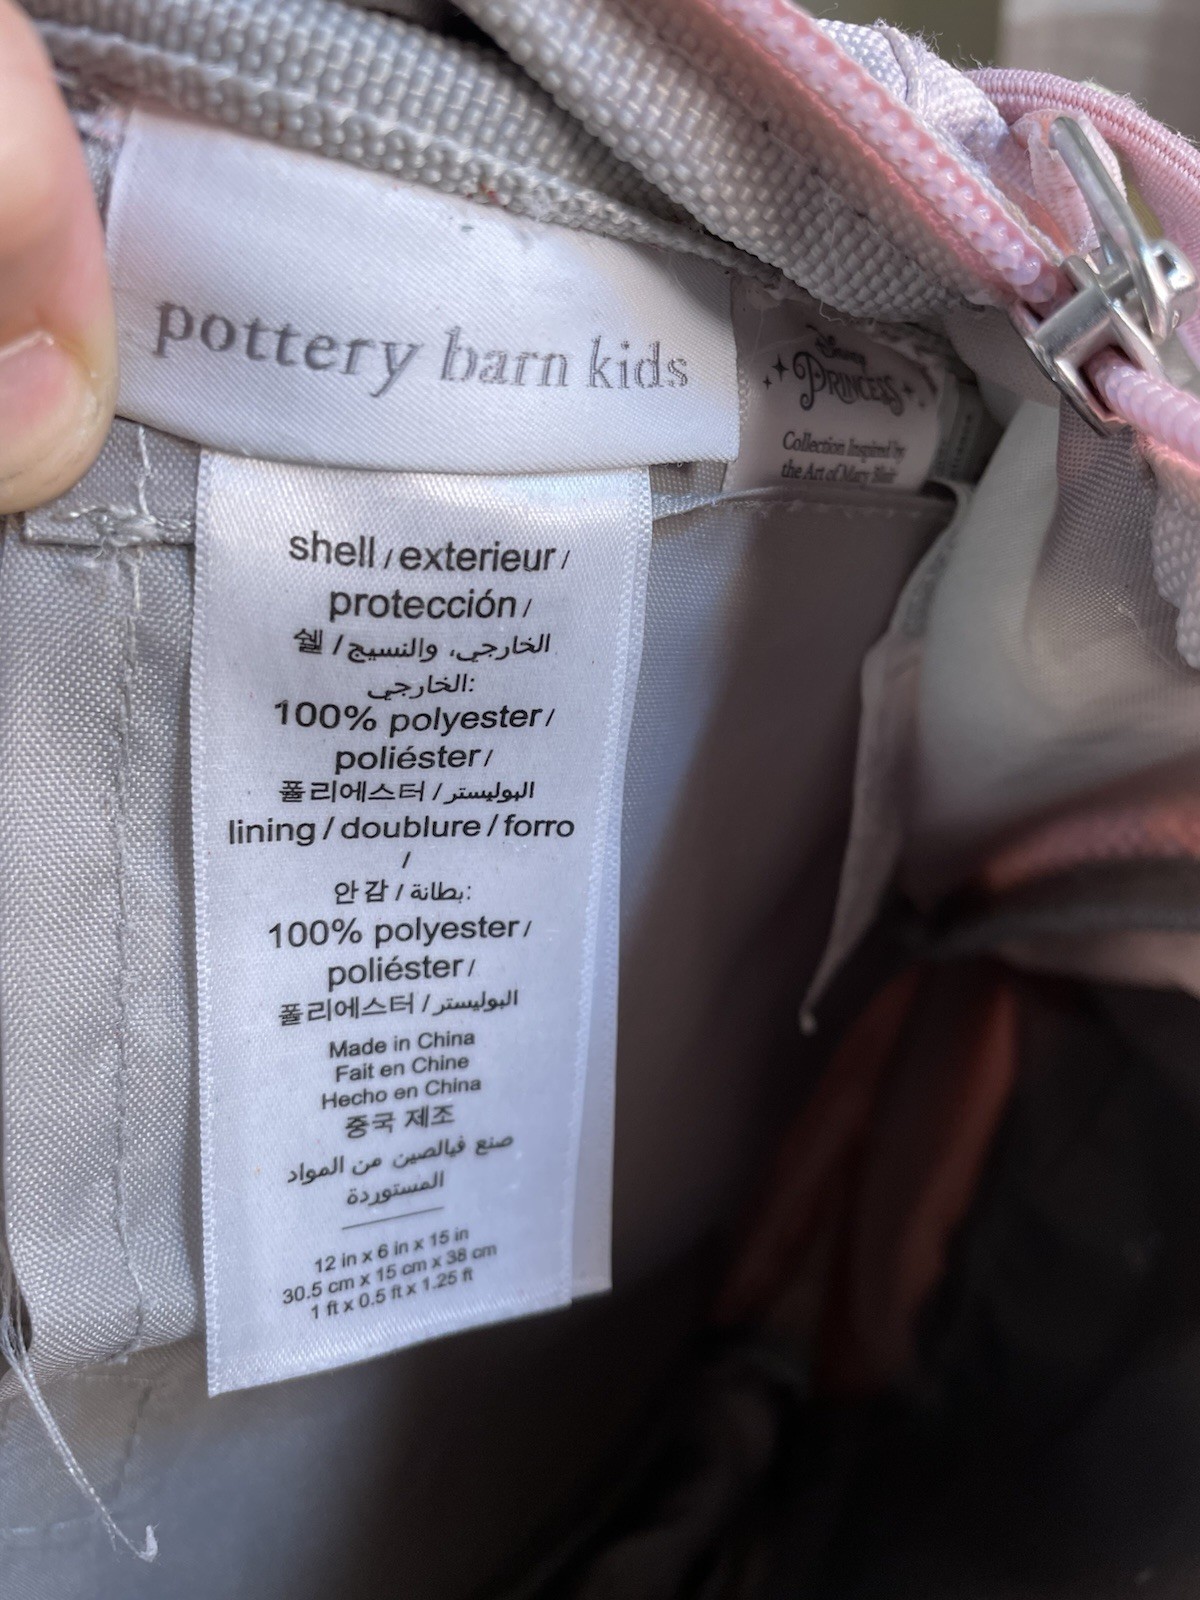 pottery barn kids
Disney
PRINCESS
Collection Inspired by
the Art of Mary Blair
shell / exterieur /
protección /
쉘 / الخارجي، والنسيج
الخارجي:
100% polyester /
poliéster /
폴리에스터 / البوليستر
lining / doublure / forro
/
안감 / بطانة:
100% polyester /
poliéster /
폴리에스터 / البوليستر
Made in China
Fait en Chine
Hecho en China
중국 제조
صنع فيالصين من المواد
المستوردة
12 in x 6 in x 15 in
30.5 cm x 15 cm x 38 cm
1 ft x 0.5 ft x 1.25 ft